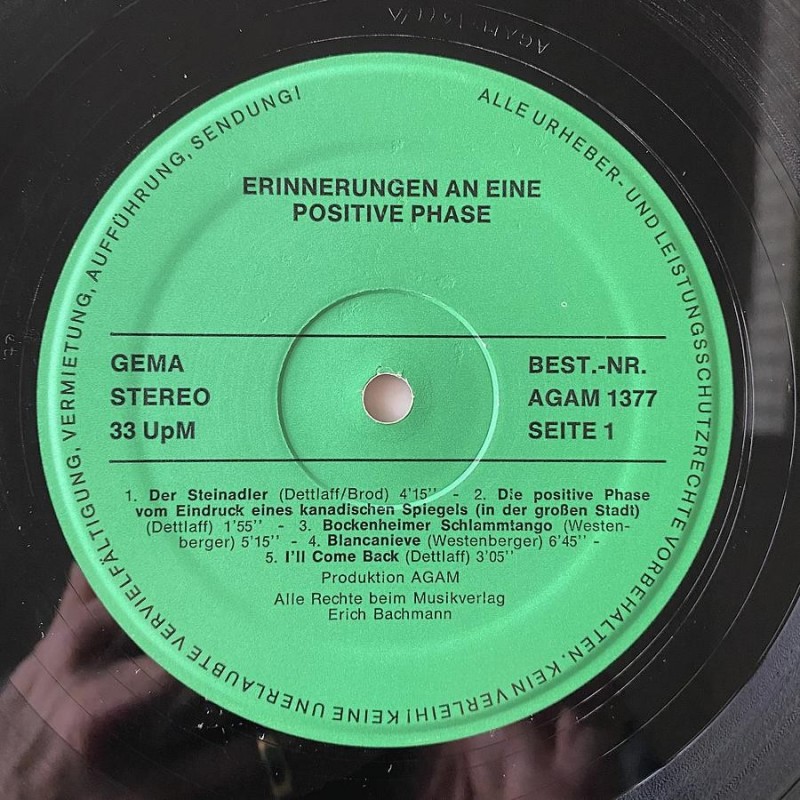 ALLE URHEBER- UND LEISTUNGSSCHUTZRECHTE VORBEHALTEN. KEIN VERLEIH! KEINE UNERLAUBTE VERVIELFÄLTIGUNG, VERMIETUNG, AUFFÜHRUNG, SENDUNG!
ERINNERUNGEN AN EINE
POSITIVE PHASE
GEMA
STEREO
33 UpM
BEST.-NR.
AGAM 1377
SEITE 1
1. Der Steinadler (Dettlaff/Brod) 4'15'' - 2. Die positive Phase
vom Eindruck eines kanadischen Spiegels (in der großen Stadt)
(Dettlaff) 1'55'' - 3. Bockenheimer Schlammtango (Westen-
berger) 5'15'' - 4. Blancanieve (Westenberger) 6'45'' -
5. I'll Come Back (Dettlaff) 3'05''
Produktion AGAM
Alle Rechte beim Musikverlag
Erich Bachmann